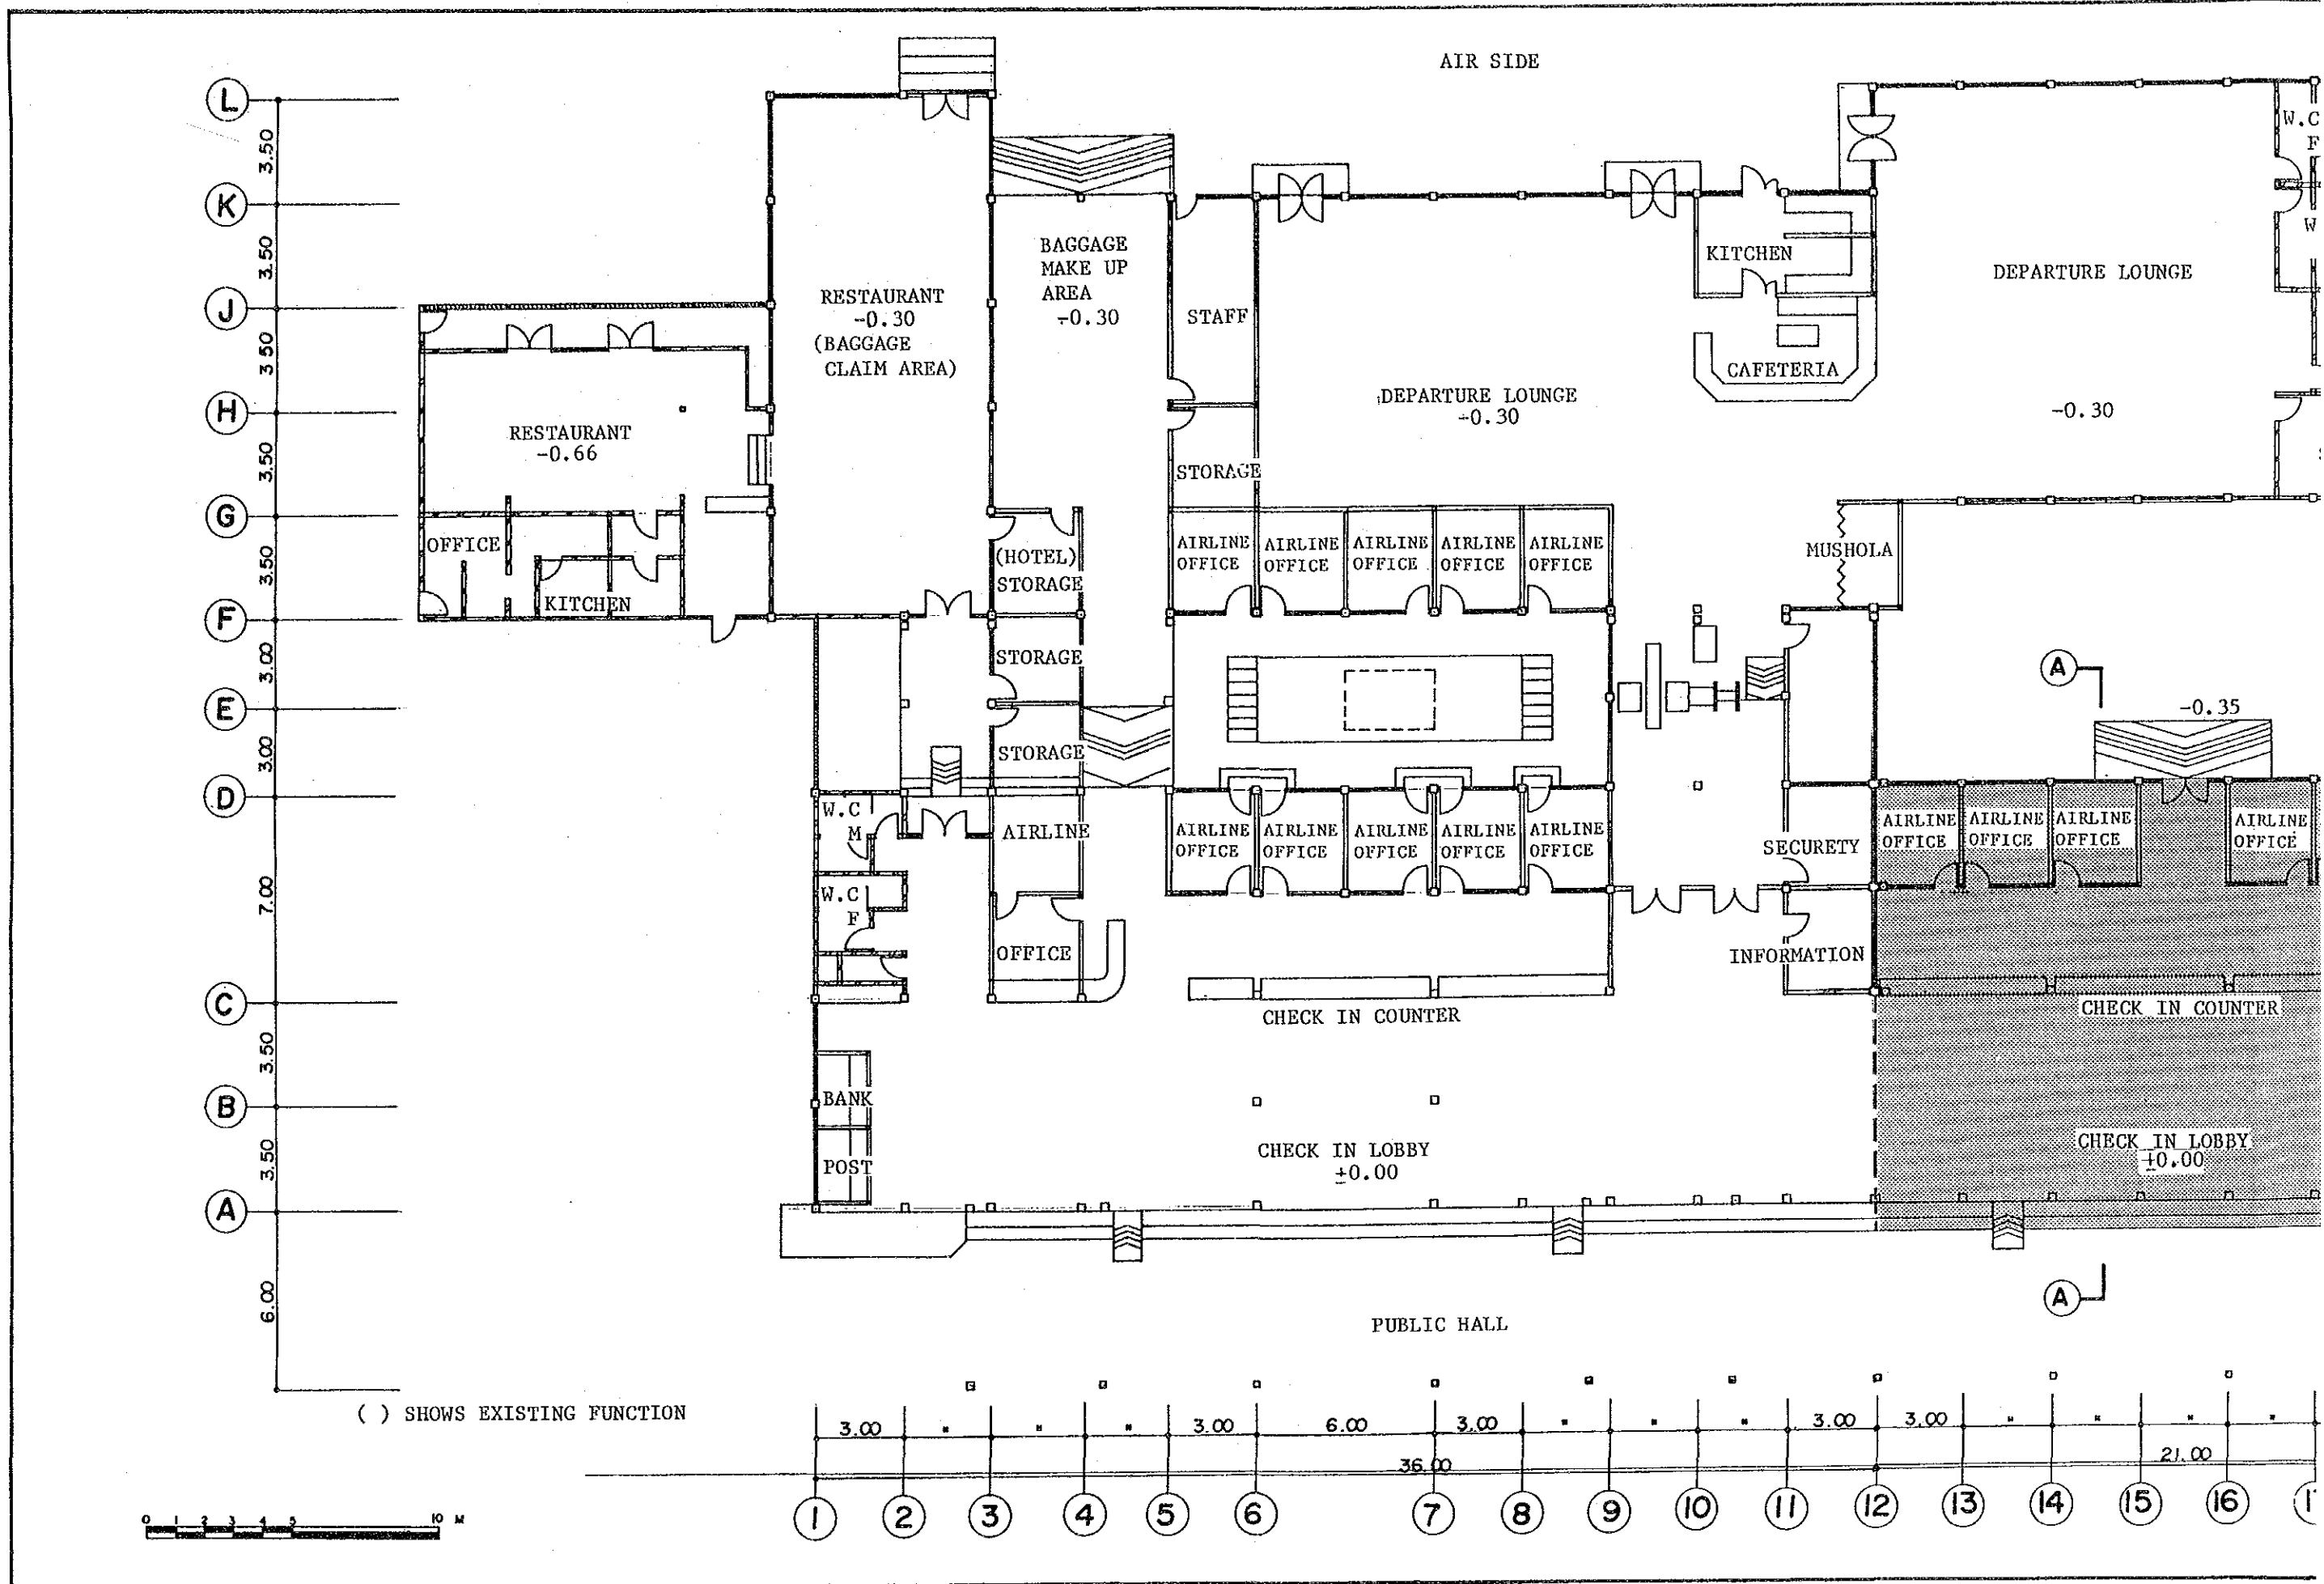 AIR SIDE
L
3.50
K
3.50
J
3.50
H
3.50
G
3.50
F
3.00
E
3.00
D
7.00
C
3.50
B
3.50
A
6.00
W.C
F
W
BAGGAGE
MAKE UP
AREA
-0.30
KITCHEN
DEPARTURE LOUNGE
-0.30
RESTAURANT
-0.30
(BAGGAGE
CLAIM AREA)
STAFF
CAFETERIA
DEPARTURE LOUNGE
-0.30
RESTAURANT
-0.66
STORAGE
OFFICE
KITCHEN
(HOTEL)
STORAGE
AIRLINE
OFFICE
AIRLINE
OFFICE
AIRLINE
OFFICE
AIRLINE
OFFICE
AIRLINE
OFFICE
MUSHOLA
STORAGE
STORAGE
A
-0.35
W.C
M
W.C
F
AIRLINE
OFFICE
AIRLINE
OFFICE
AIRLINE
OFFICE
AIRLINE
OFFICE
AIRLINE
OFFICE
AIRLINE
OFFICE
SECURETY
AIRLINE
OFFICE
AIRLINE
OFFICE
AIRLINE
OFFICE
AIRLINE
OFFICE
INFORMATION
CHECK IN COUNTER
CHECK IN COUNTER
BANK
POST
CHECK IN LOBBY
±0.00
CHECK IN LOBBY
±0.00
A
PUBLIC HALL
( ) SHOWS EXISTING FUNCTION
3.00 " " " 3.00 6.00 3.00 " " " 3.00 3.00 " " " "
36.00 21.00
1 2 3 4 5 6 7 8 9 10 11 12 13 14 15 16
0 1 2 3 4 5 10 M